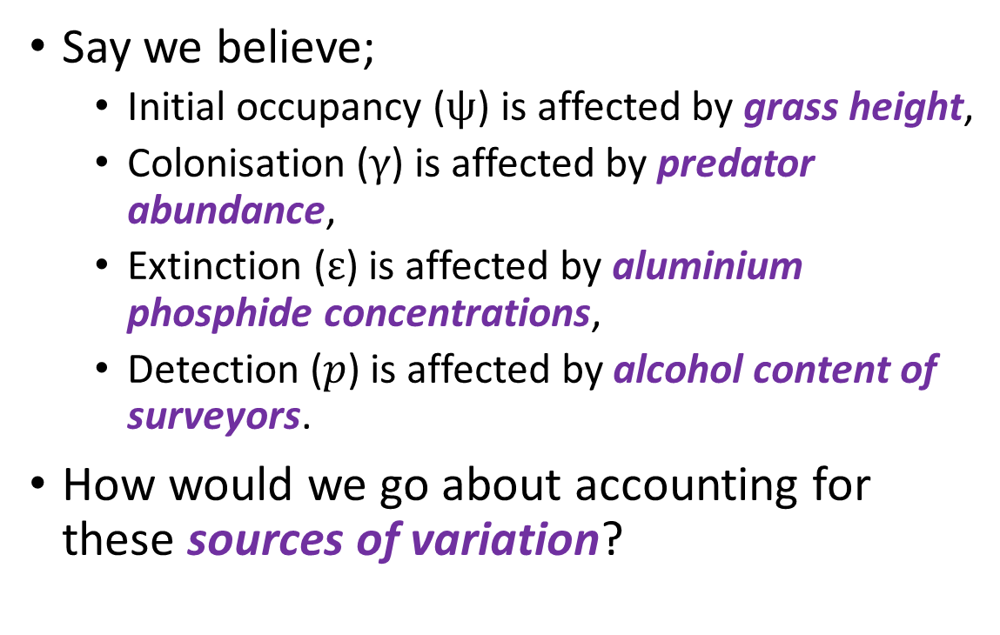 • Say we believe;
• Initial occupancy (ψ) is affected by grass height,
• Colonisation (γ) is affected by predator
abundance,
• Extinction (ε) is affected by aluminium
phosphide concentrations,
• Detection (p) is affected by alcohol content of
surveyors.
• How would we go about accounting for
these sources of variation?